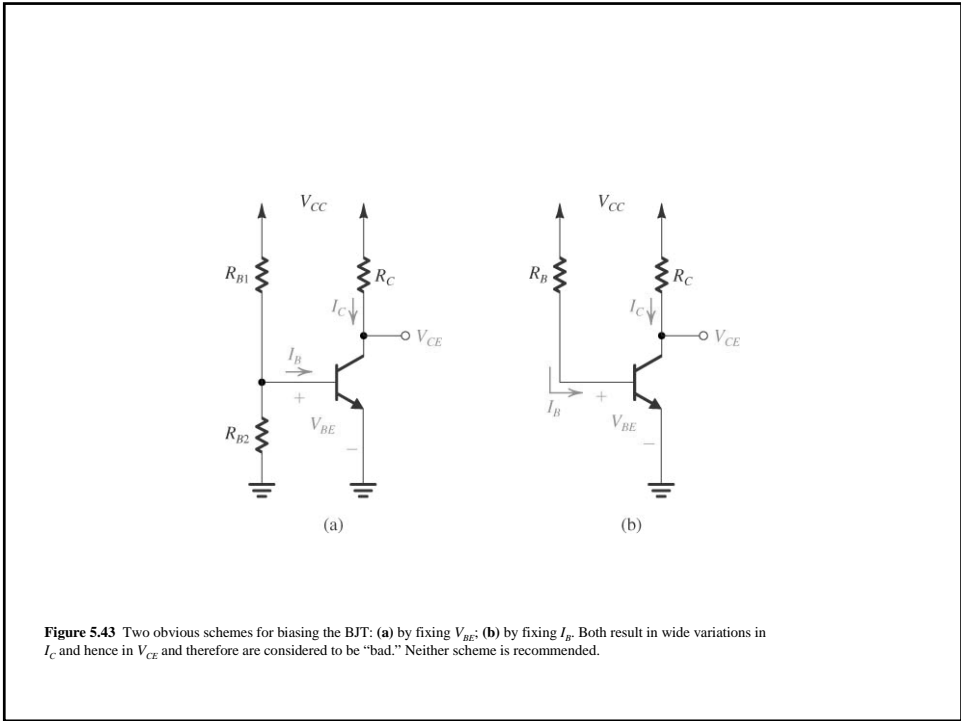 V_CC
V_CC
R_B1
R_C
R_B
R_C
I_C
I_C
V_CE
V_CE
I_B
+
+
I_B
R_B2
V_BE
V_BE
−
−
(a)
(b)
Figure 5.43 Two obvious schemes for biasing the BJT: (a) by fixing V_BE; (b) by fixing I_B. Both result in wide variations in
I_C and hence in V_CE and therefore are considered to be “bad.” Neither scheme is recommended.